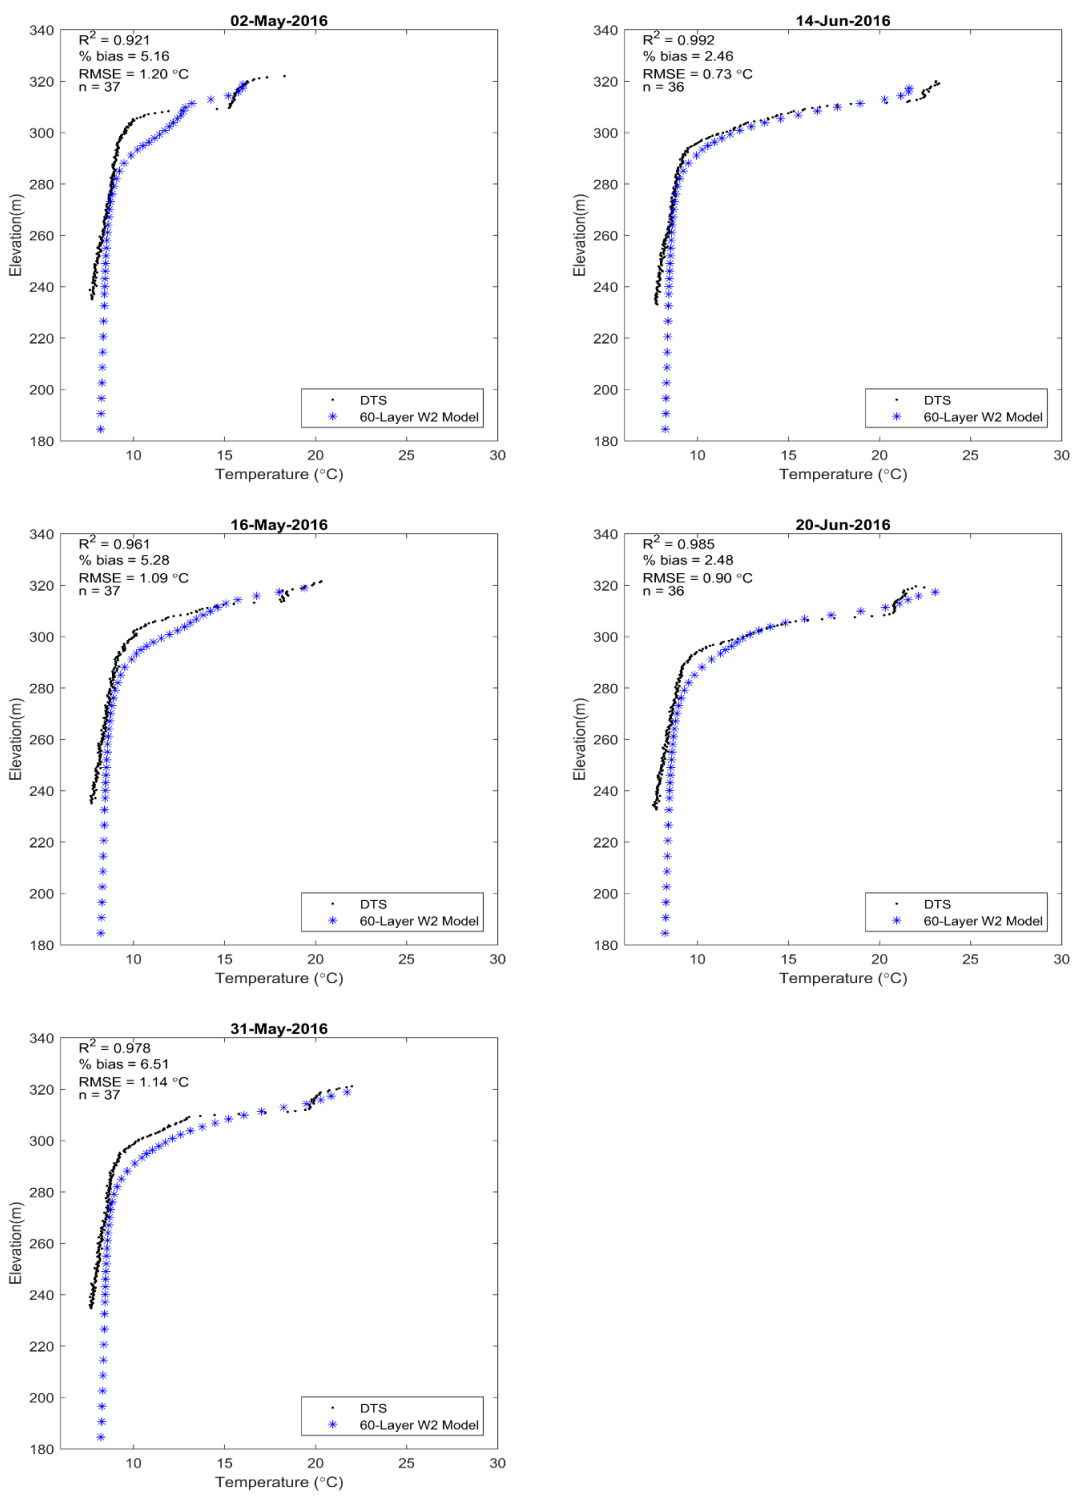 02-May-2016
R² = 0.921
% bias = 5.16
RMSE = 1.20 °C
n = 37
340
320
300
280
260
240
220
200
180
Elevation(m)
10
15
20
25
30
Temperature (°C)
DTS
60-Layer W2 Model
14-Jun-2016
R² = 0.992
% bias = 2.46
RMSE = 0.73 °C
n = 36
340
320
300
280
260
240
220
200
180
Elevation(m)
10
15
20
25
30
Temperature (°C)
DTS
60-Layer W2 Model
16-May-2016
R² = 0.961
% bias = 5.28
RMSE = 1.09 °C
n = 37
340
320
300
280
260
240
220
200
180
Elevation(m)
10
15
20
25
30
Temperature (°C)
DTS
60-Layer W2 Model
20-Jun-2016
R² = 0.985
% bias = 2.48
RMSE = 0.90 °C
n = 36
340
320
300
280
260
240
220
200
180
Elevation(m)
10
15
20
25
30
Temperature (°C)
DTS
60-Layer W2 Model
31-May-2016
R² = 0.978
% bias = 6.51
RMSE = 1.14 °C
n = 37
340
320
300
280
260
240
220
200
180
Elevation(m)
10
15
20
25
30
Temperature (°C)
DTS
60-Layer W2 Model